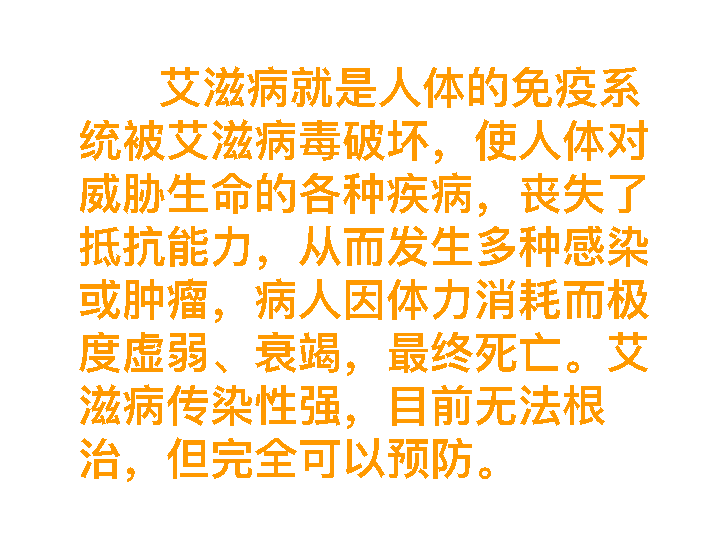 艾滋病就是人体的免疫系
统被艾滋病毒破坏，使人体对
威胁生命的各种疾病，丧失了
抵抗能力，从而发生多种感染
或肿瘤，病人因体力消耗而极
度虚弱、衰竭，最终死亡。艾
滋病传染性强，目前无法根
治，但完全可以预防。